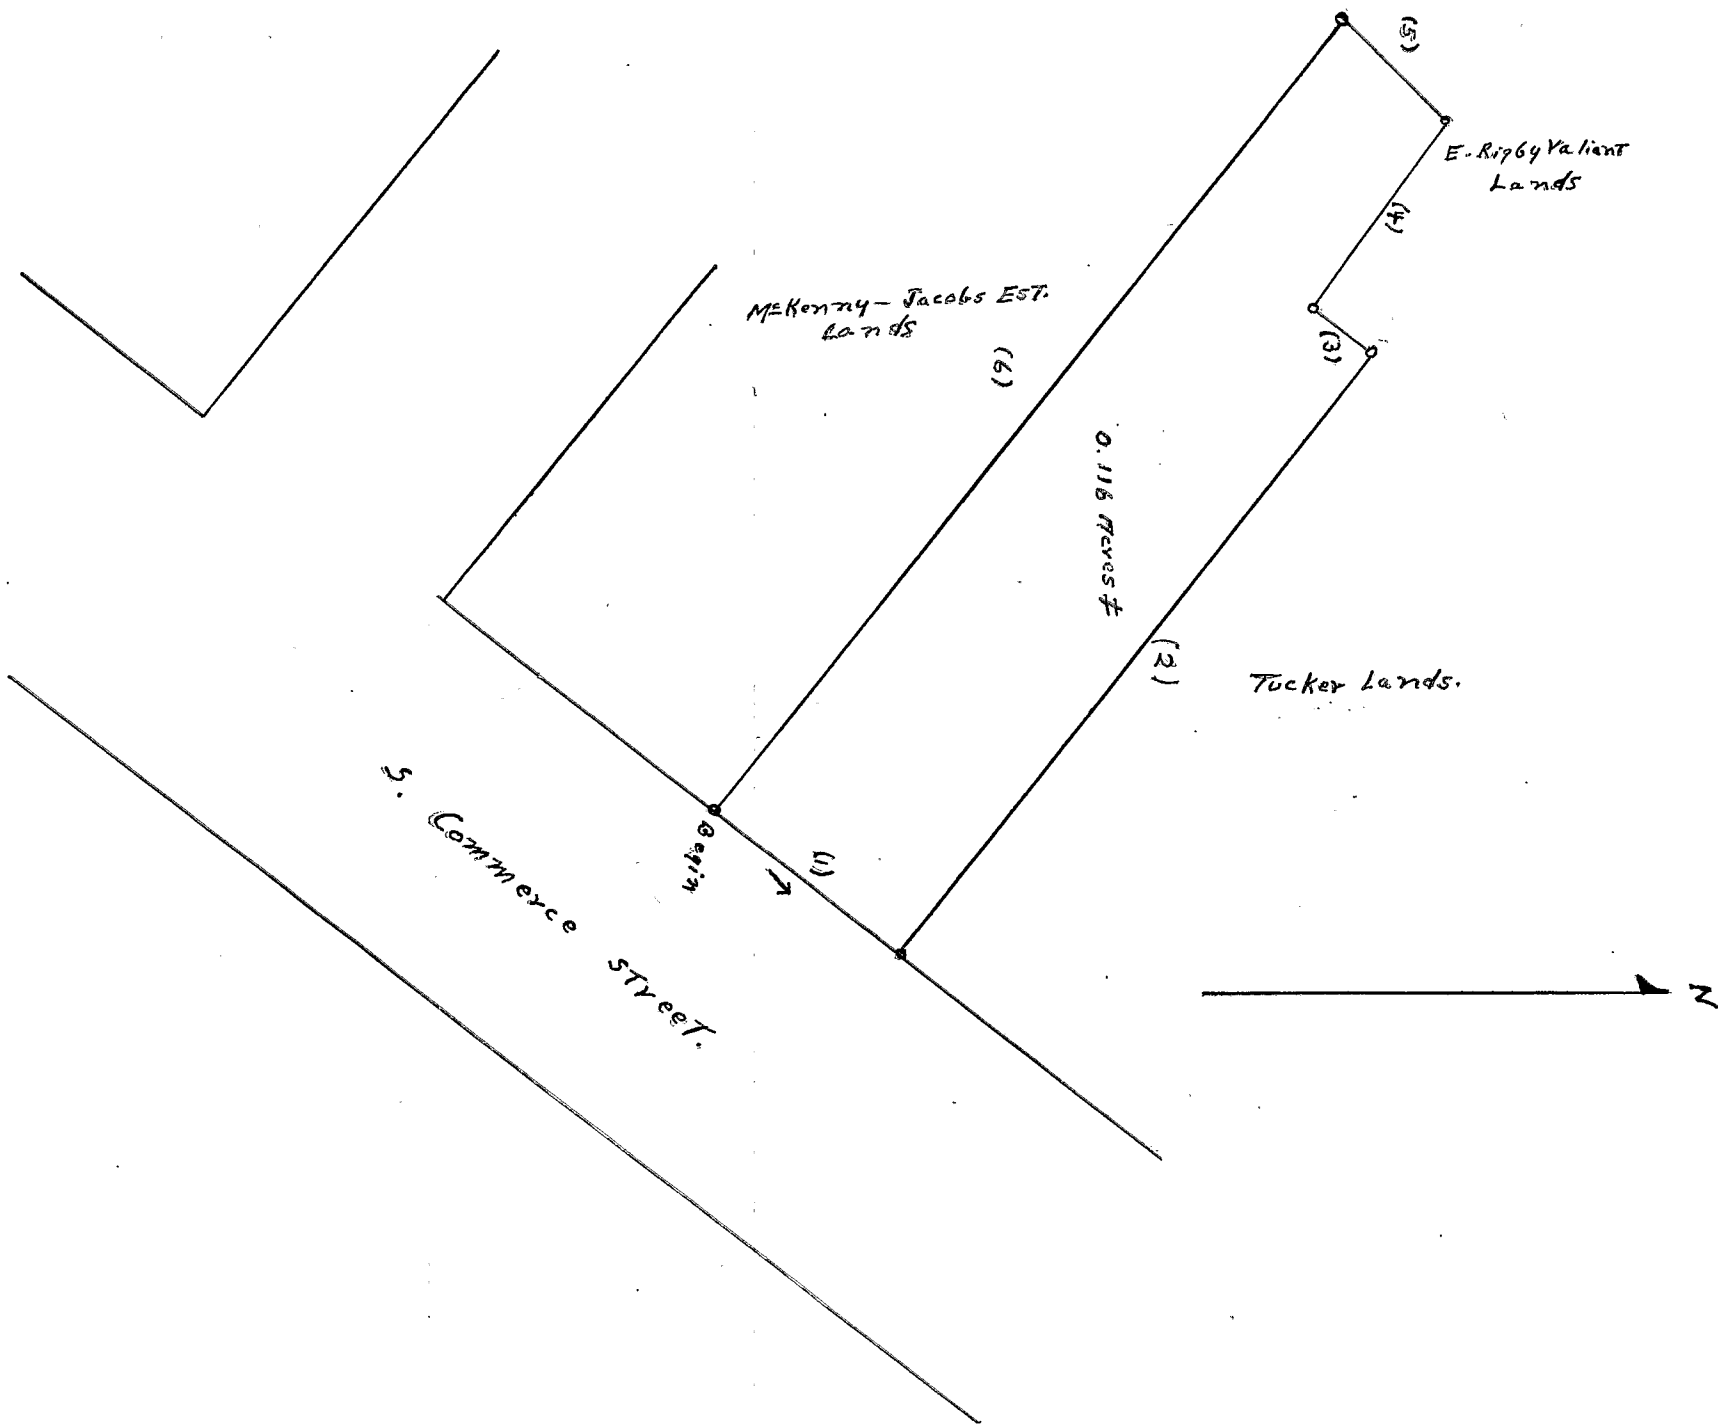 (5)
E. Rigby Valiant
Lands
(4)
McKenny - Jacobs EST.
Lands
(3)
(6)
0.116 Acres ±
(2)
Tucker Lands.
S. Commerce Street.
Begin
(1)
N